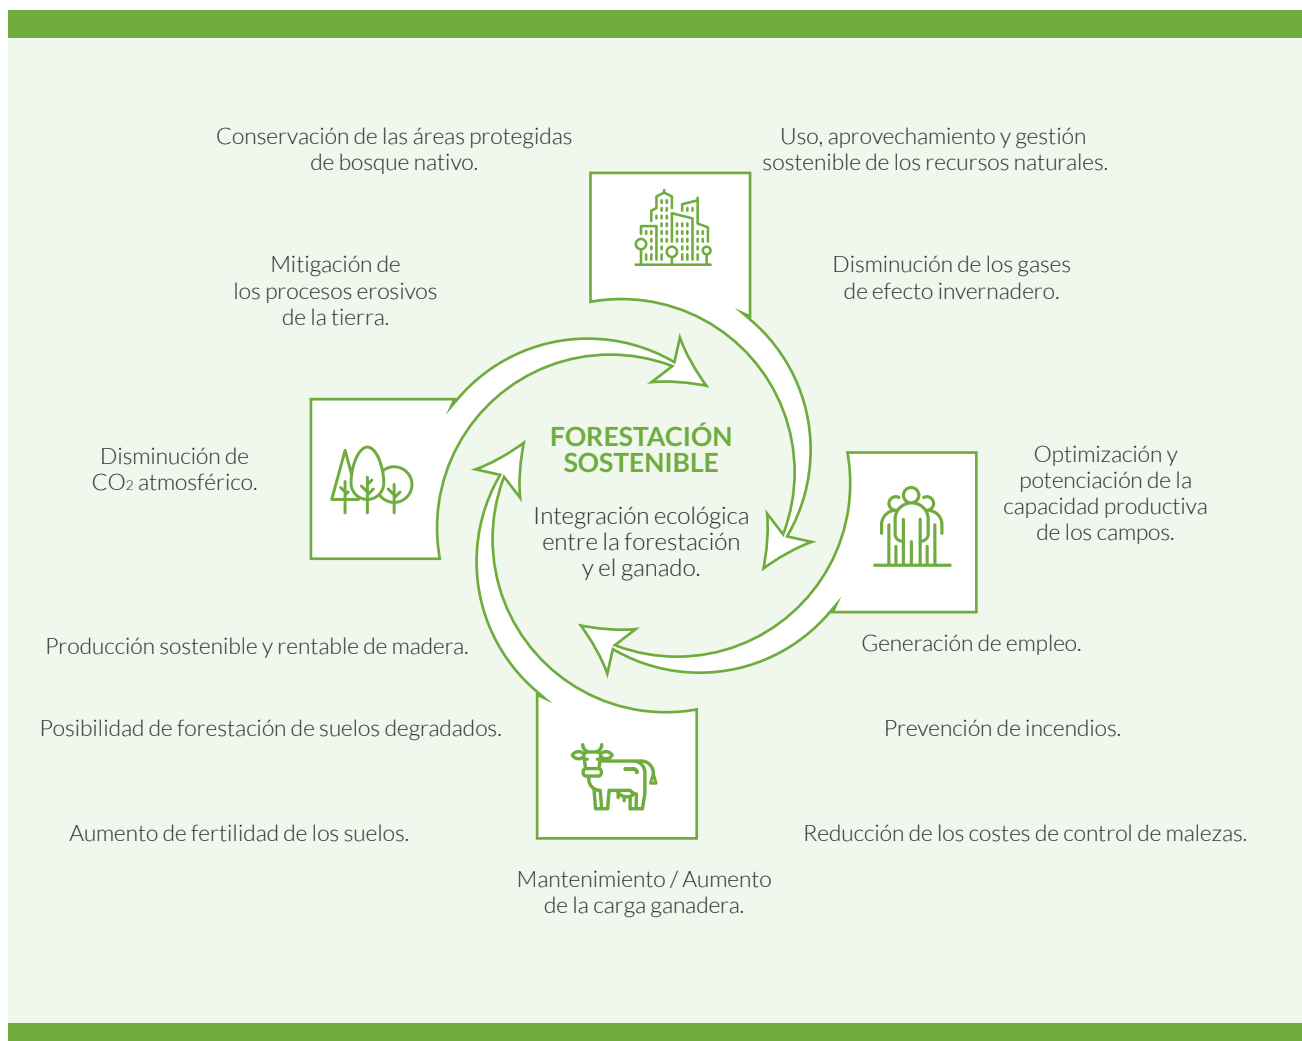 Conservación de las áreas protegidas
de bosque nativo.
Uso, aprovechamiento y gestión
sostenible de los recursos naturales.
Mitigación de
los procesos erosivos
de la tierra.
Disminución de los gases
de efecto invernadero.
FORESTACIÓN
SOSTENIBLE
Integración ecológica
entre la forestación
y el ganado.
Disminución de
CO₂ atmosférico.
Optimización y
potenciación de la
capacidad productiva
de los campos.
Producción sostenible y rentable de madera.
Generación de empleo.
Posibilidad de forestación de suelos degradados.
Prevención de incendios.
Aumento de fertilidad de los suelos.
Reducción de los costes de control de malezas.
Mantenimiento / Aumento
de la carga ganadera.